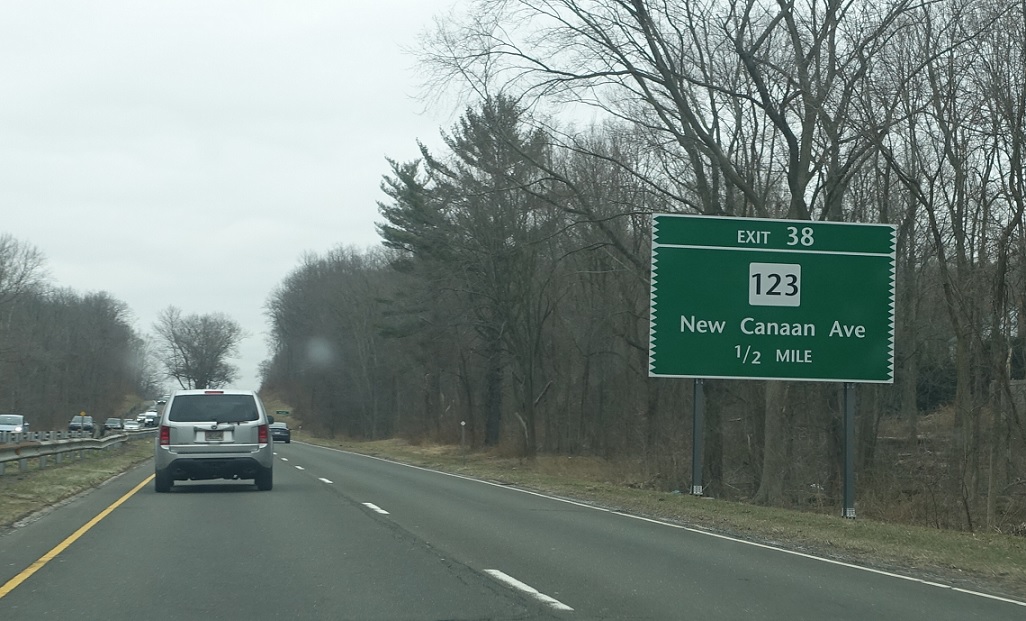 EXIT 38
123
New Canaan Ave
1/2 MILE